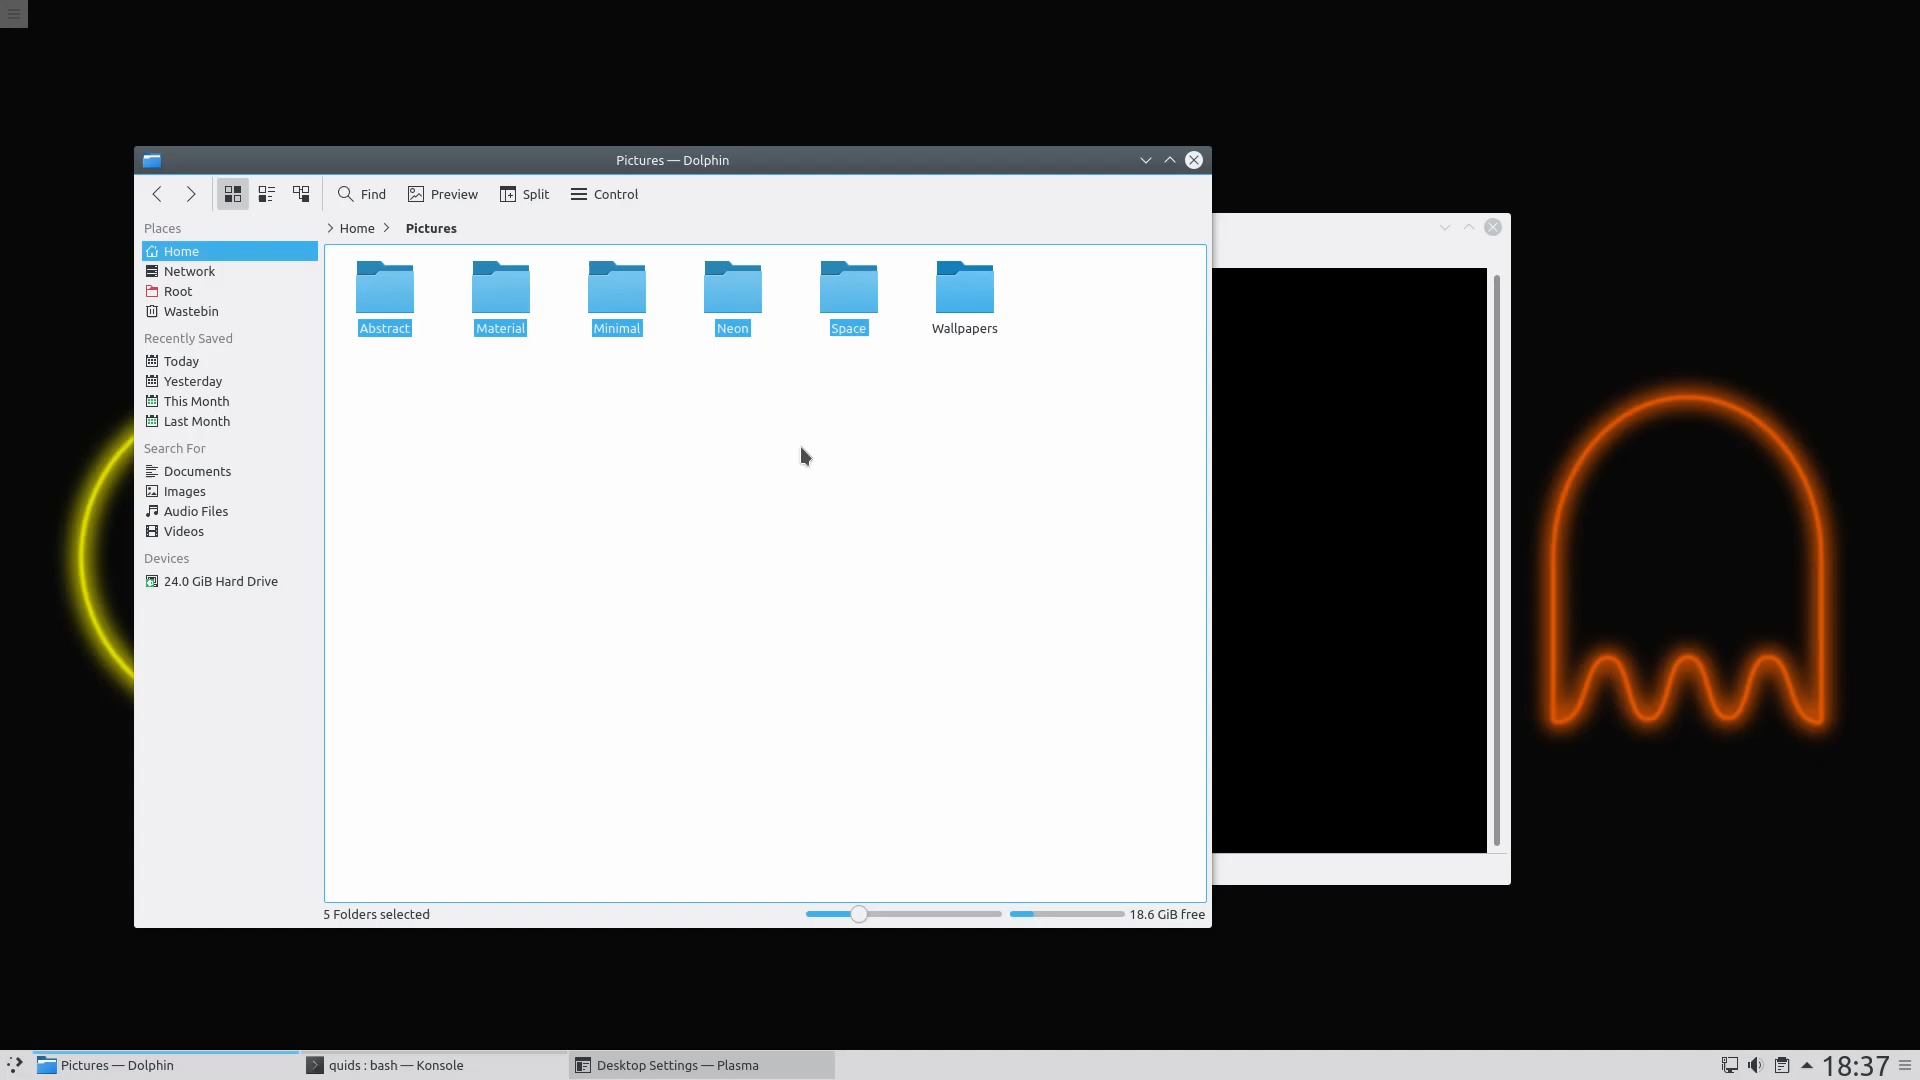 Pictures — Dolphin
Find
Preview
Split
Control
Places
Home
Network
Root
Wastebin
Recently Saved
Today
Yesterday
This Month
Last Month
Search For
Documents
Images
Audio Files
Videos
Devices
24.0 GiB Hard Drive
Home
Pictures
Abstract
Material
Minimal
Neon
Space
Wallpapers
5 Folders selected
18.6 GiB free
Pictures — Dolphin
quids : bash — Konsole
Desktop Settings — Plasma
18:37